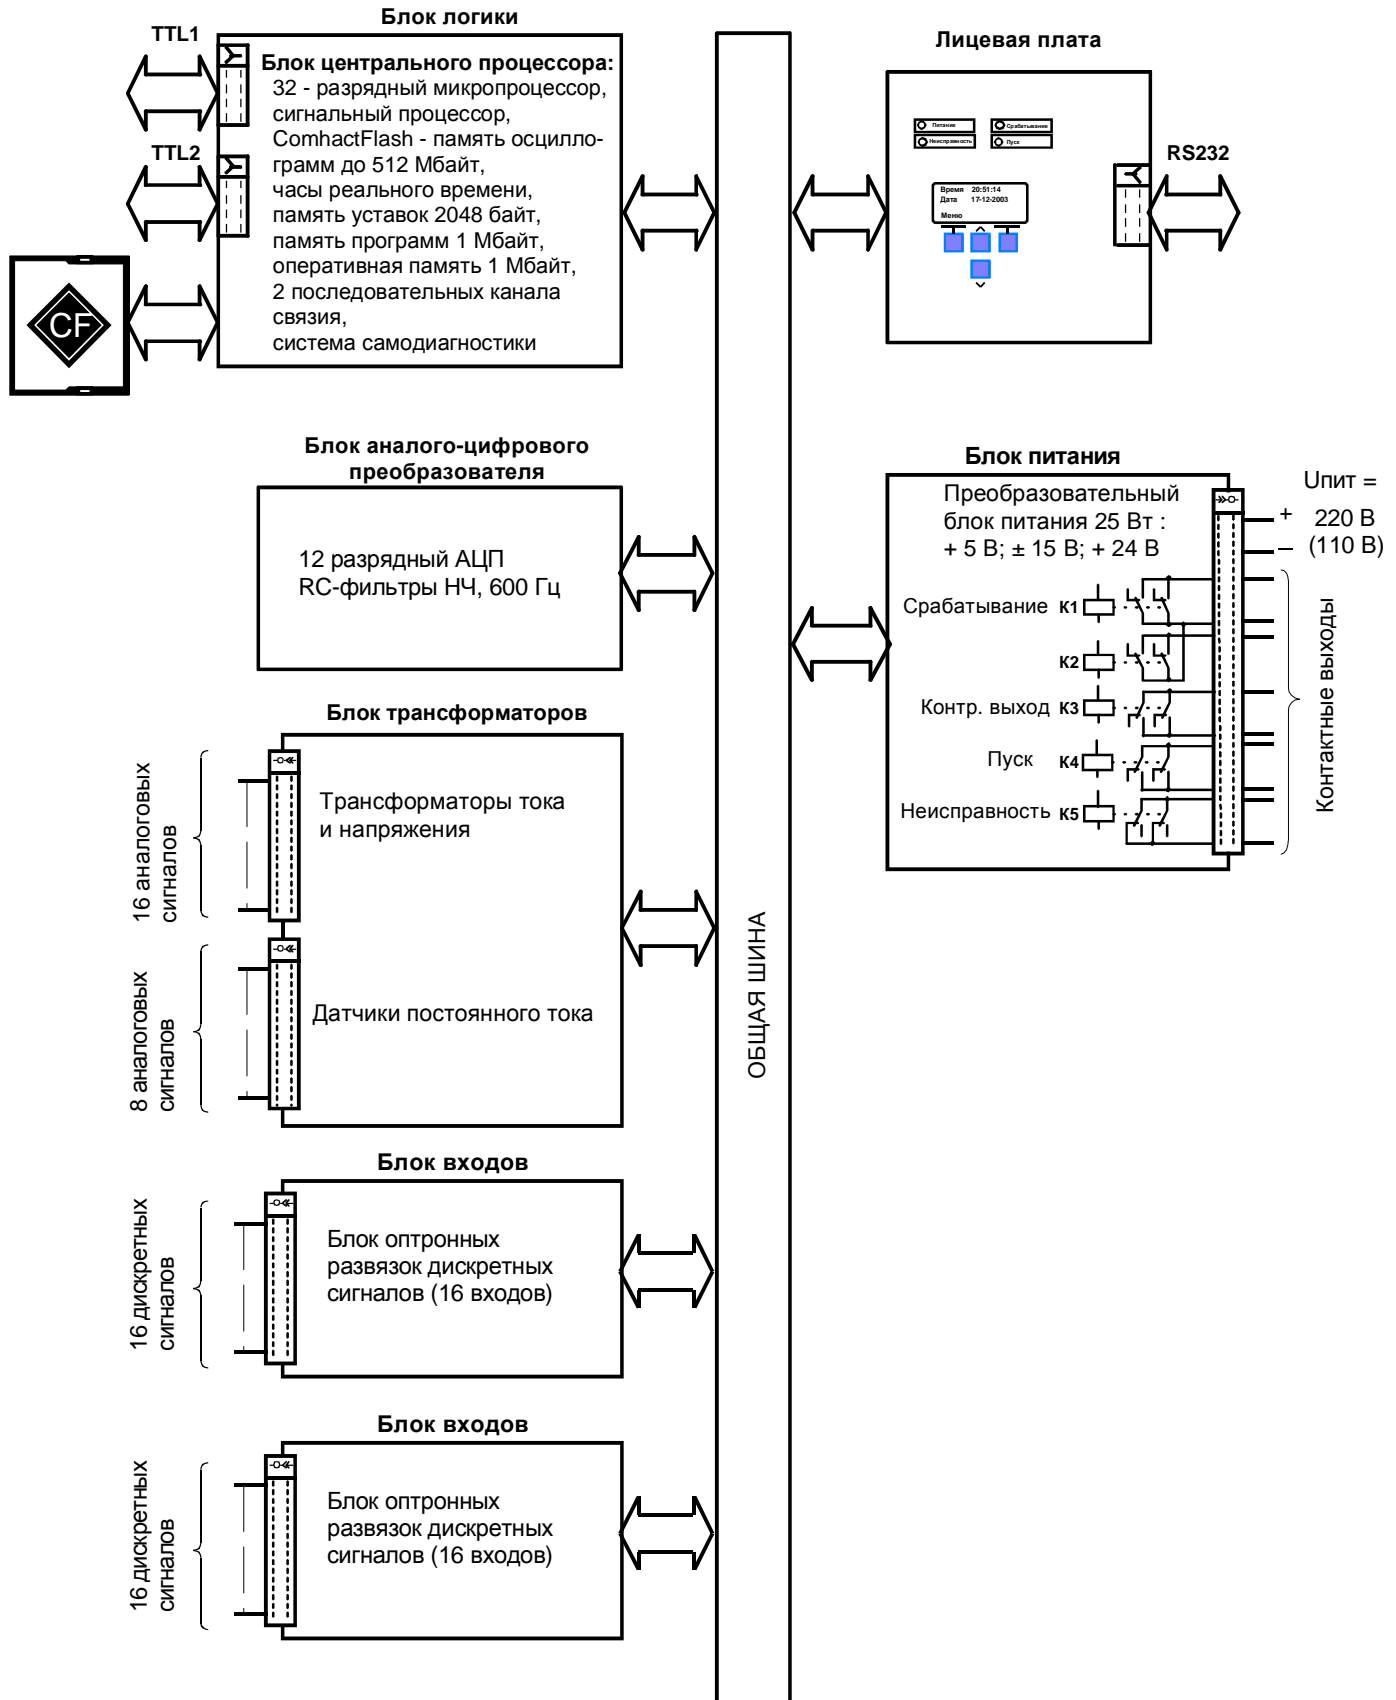 Блок логики
TTL1
Блок центрального процессора:
32 - разрядный микропроцессор,
сигнальный процессор,
ComhactFlash - память осцилло-
грамм до 512 Мбайт,
часы реального времени,
память уставок 2048 байт,
память программ 1 Мбайт,
оперативная память 1 Мбайт,
2 последовательных канала
связия,
система самодиагностики
TTL2
CF
Лицевая плата
Питание
Срабатывание
Неисправность
Пуск
Время 20:51:14
Дата 17-12-2003
Меню
RS232
Блок аналого-цифрового
преобразователя
12 разрядный АЦП
RC-фильтры НЧ, 600 Гц
Блок питания
Преобразовательный
блок питания 25 Вт :
+ 5 В; ± 15 В; + 24 В
Uпит =
+ 220 В
– (110 В)
Срабатывание К1
К2
Контр. выход К3
Пуск К4
Неисправность К5
Контактные выходы
Блок трансформаторов
16 аналоговых
сигналов
Трансформаторы тока
и напряжения
8 аналоговых
сигналов
Датчики постоянного тока
ОБЩАЯ ШИНА
Блок входов
16 дискретных
сигналов
Блок оптронных
развязок дискретных
сигналов (16 входов)
Блок входов
16 дискретных
сигналов
Блок оптронных
развязок дискретных
сигналов (16 входов)